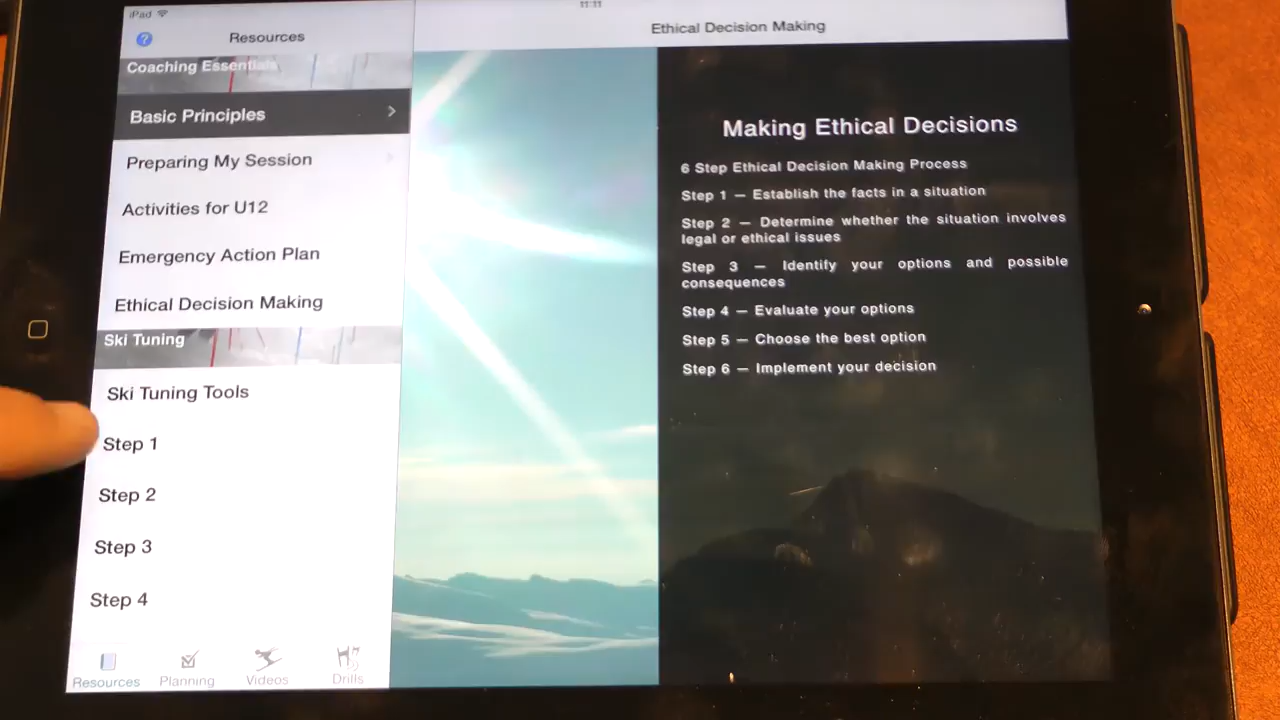 iPad
11:11
Resources
Ethical Decision Making
Coaching Essentials
Basic Principles
Preparing My Session
Activities for U12
Emergency Action Plan
Ethical Decision Making
Ski Tuning
Ski Tuning Tools
Step 1
Step 2
Step 3
Step 4
Resources
Planning
Videos
Drills
Making Ethical Decisions
6 Step Ethical Decision Making Process
Step 1 — Establish the facts in a situation
Step 2 — Determine whether the situation involves
legal or ethical issues
Step 3 — Identify your options and possible
consequences
Step 4 — Evaluate your options
Step 5 — Choose the best option
Step 6 — Implement your decision